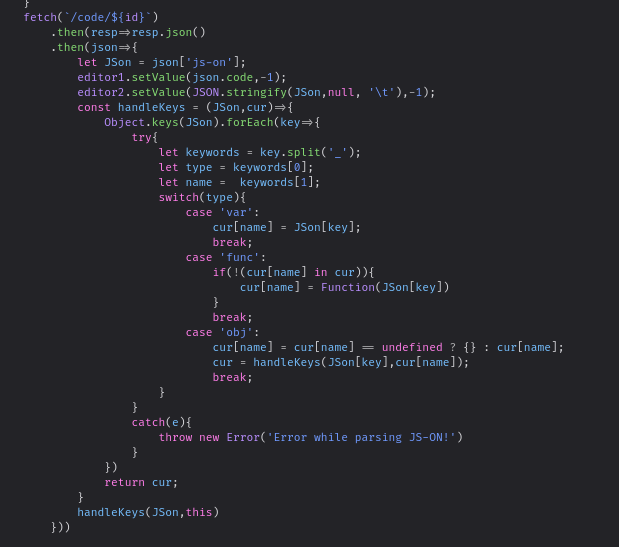 }
fetch(`/code/${id}`)
.then(resp=>resp.json()
.then(json=>{
let JSon = json['js-on'];
editor1.setValue(json.code,-1);
editor2.setValue(JSON.stringify(JSon,null, '\t'),-1);
const handleKeys = (JSon,cur)=>{
Object.keys(JSon).forEach(key=>{
try{
let keywords = key.split('_');
let type = keywords[0];
let name =  keywords[1];
switch(type){
case 'var':
cur[name] = JSon[key];
break;
case 'func':
if(!(cur[name] in cur)){
cur[name] = Function(JSon[key])
}
break;
case 'obj':
cur[name] = cur[name] == undefined ? {} : cur[name];
cur = handleKeys(JSon[key],cur[name]);
break;
}
}
catch(e){
throw new Error('Error while parsing JS-ON!')
}
})
return cur;
}
handleKeys(JSon,this)
}))